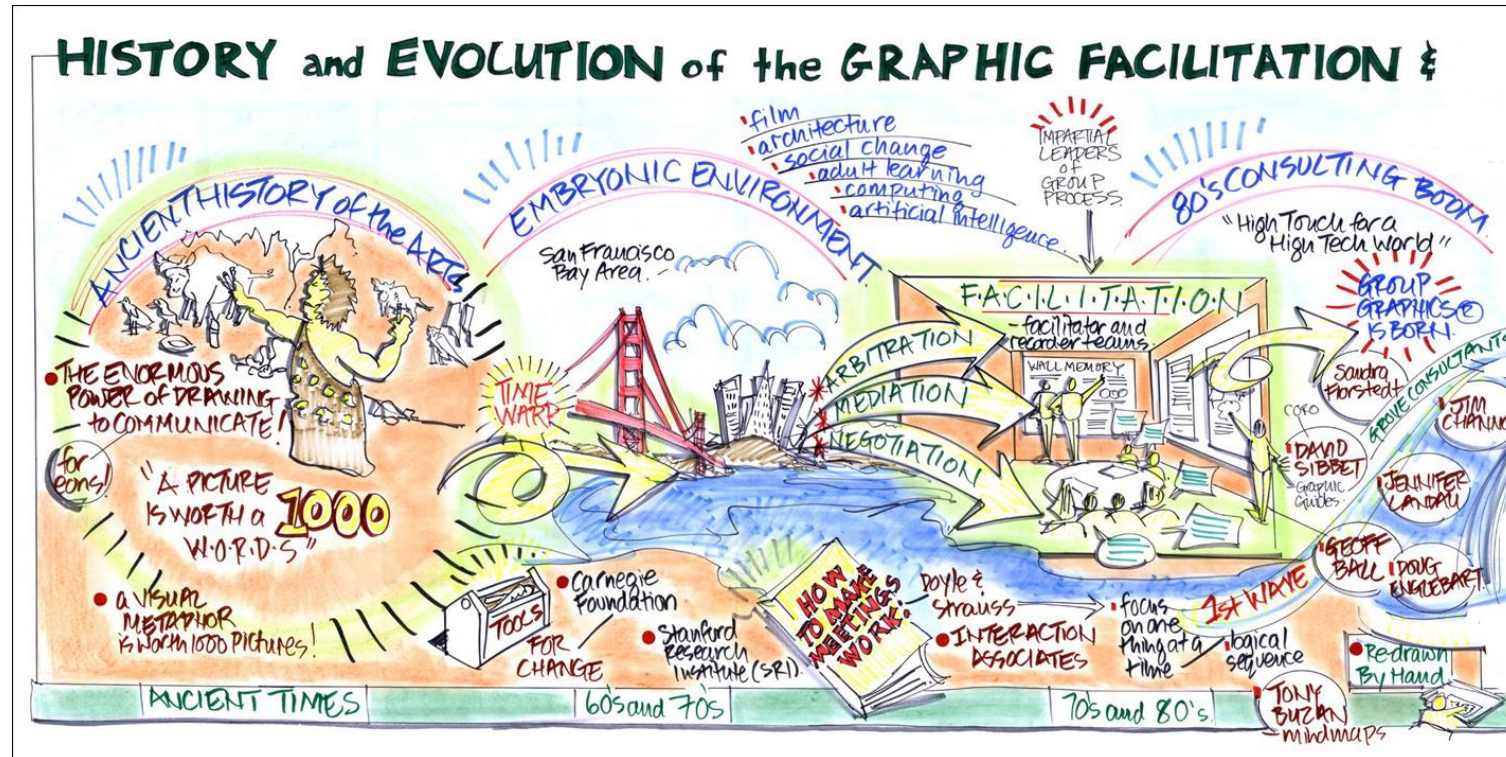 HISTORY and EVOLUTION of the GRAPHIC FACILITATION &
ANCIENT HISTORY of the ARTS
THE ENORMOUS
POWER of DRAWING
to COMMUNICATE!
for
eons!
"A PICTURE
IS WORTH a 1000
W·O·R·D·S"
a VISUAL
METAPHOR
is worth 1000 Pictures!
TIME
WARP
EMBRYONIC ENVIRONMENT
film
architecture
social change
adult learning
computing
artificial intelligence
San Francisco
Bay Area
TOOLS
FOR
CHANGE
Carnegie
Foundation
Stanford
Research
Institute (SRI)
ARBITRATION
MEDIATION
NEGOTIATION
IMPARTIAL
LEADERS
of
GROUP
PROCESS
F·A·C·I·L·I·T·A·T·I·O·N
- facilitator and
recorder teams
WALL MEMORY
HOW
TO MAKE
MEETINGS
WORK!
Doyle &
Strauss
INTERACTION
ASSOCIATES
focus
on one
thing at a
time
logical
sequence
80's CONSULTING BOOM
"High Touch for a
High Tech World"
GROUP
GRAPHICS®
IS BORN
Sandra
Florstedt
CORO
DAVID
SIBBET
Graphic
Guides
GROVE CONSULTANTS
JIM
CHANNO
JENNIFER
LANDAU
GEOFF
BALL
DOUG
ENGLEBART
1st WAVE
Redrawn
By Hand
TONY
BUZAN
mindmaps
ANCIENT TIMES
60's and 70's
70's and 80's